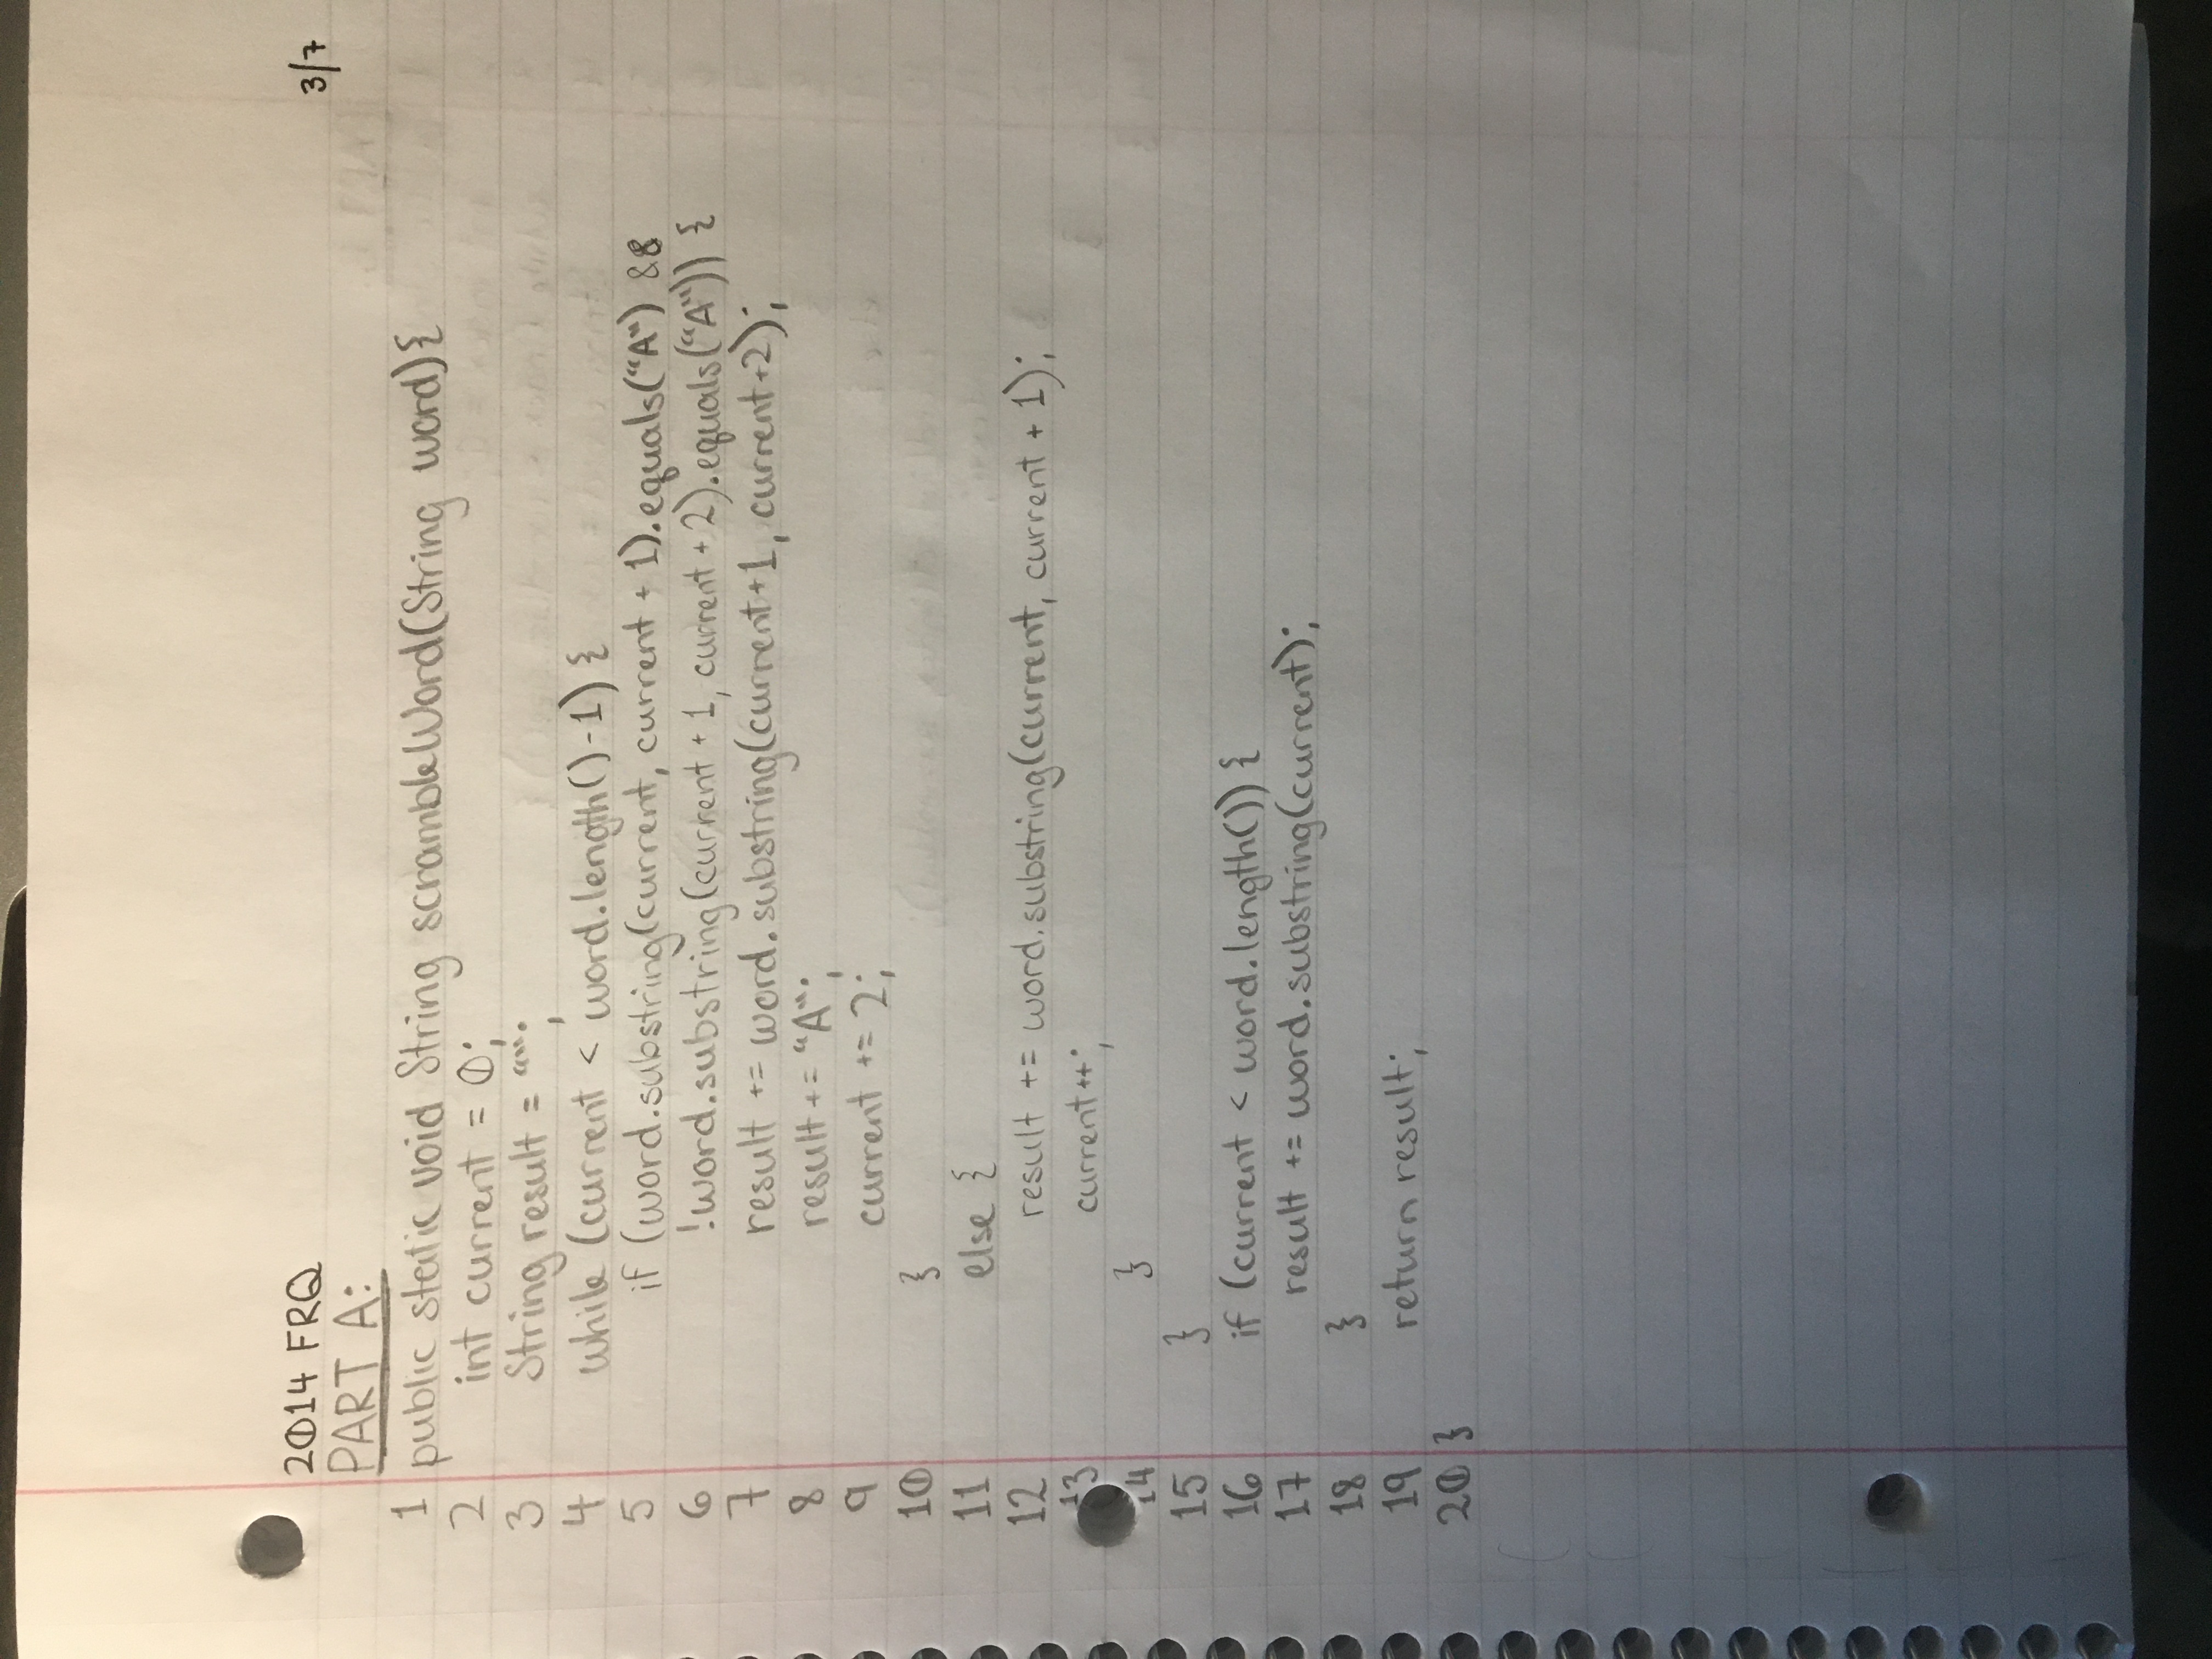 2014 FRQ 3/7
PART A:
1 public static void String scrambleWord(String word){
2 int current = 0;
3 String result = "";
4 while (current < word.length()-1) {
5 if (word.substring(current, current + 1).equals("A") &&
6 !word.substring(current + 1, current + 2).equals("A")) {
7 result += word.substring(current+1, current+2);
8 result += "A";
9 current += 2;
10 }
11 else {
12 result += word.substring(current, current + 1);
13 current++;
14 }
15 }
16 if (current < word.length()) {
17 result += word.substring(current);
18 }
19 return result;
20 }